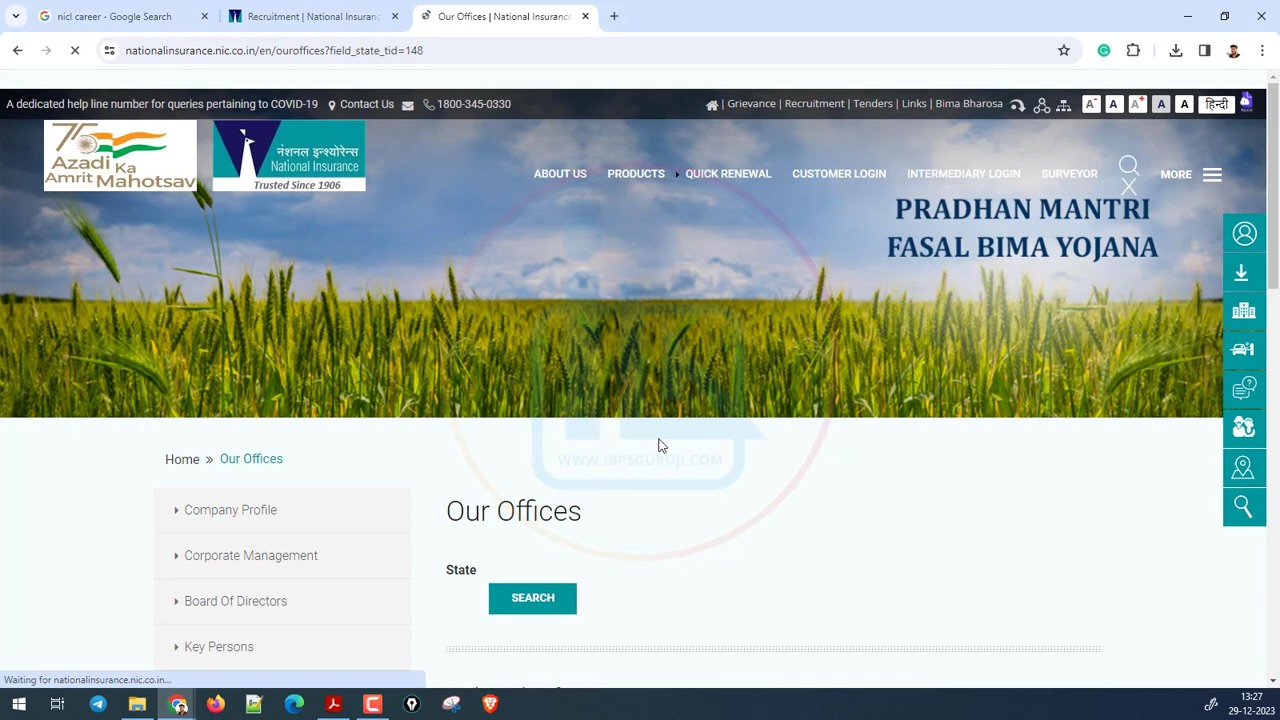 nicl career - Google Search
Recruitment | National Insuranc
Our Offices | National Insurance
nationalinsurance.nic.co.in/en/ouroffices?field_state_tid=148
A dedicated help line number for queries pertaining to COVID-19 Contact Us 1800-345-0330
| Grievance | Recruitment | Tenders | Links | Bima Bharosa
A- A A+ A A हिन्दी
75
Azadi Ka
Amrit Mahotsav
नेशनल इन्श्योरेन्स
National Insurance
Trusted Since 1906
ABOUT US PRODUCTS QUICK RENEWAL CUSTOMER LOGIN INTERMEDIARY LOGIN SURVEYOR MORE
PRADHAN MANTRI
FASAL BIMA YOJANA
WWW.IBPSGURUJI.COM
Home » Our Offices
Company Profile
Corporate Management
Board Of Directors
Key Persons
Our Offices
State
SEARCH
Waiting for nationalinsurance.nic.co.in...
13:27
29-12-2023